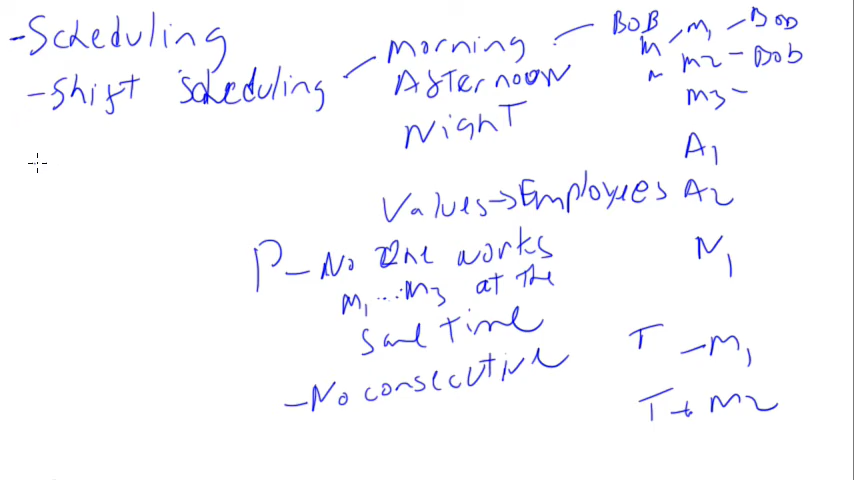 -Scheduling
-Shift Scheduling
Morning
Afternoon
Night
BOB
M
M1 - BOB
M2 - Bob
M3 -
A1
A2
N1
Values→Employees
P-No One works
M1...M3 at the
Same time
-No consecutive
T - M1
T + M2